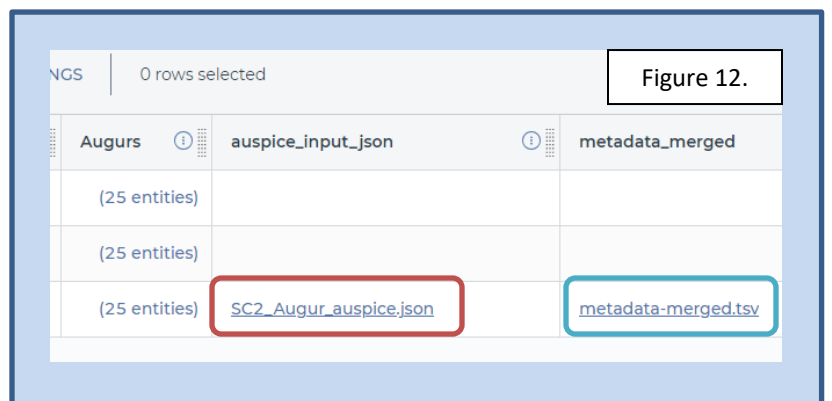 NGS 0 rows selected
Figure 12.
Augurs auspice_input_json metadata_merged
(25 entities)
(25 entities)
(25 entities) SC2_Augur_auspice.json metadata-merged.tsv